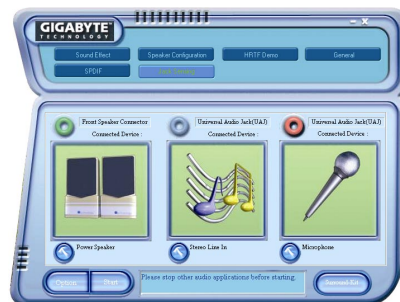 GIGABYTE
TECHNOLOGY
Sound Effect Speaker Configuration HRTF Demo General
SPDIF
Front Speaker Connector Universal Audio Jack(UAJ) Universal Audio Jack(UAJ)
Connected Device : Connected Device : Connected Device :
Power Speaker Stereo Line In Microphone
Option Start Please stop other audio applications before starting. Surround-Kit